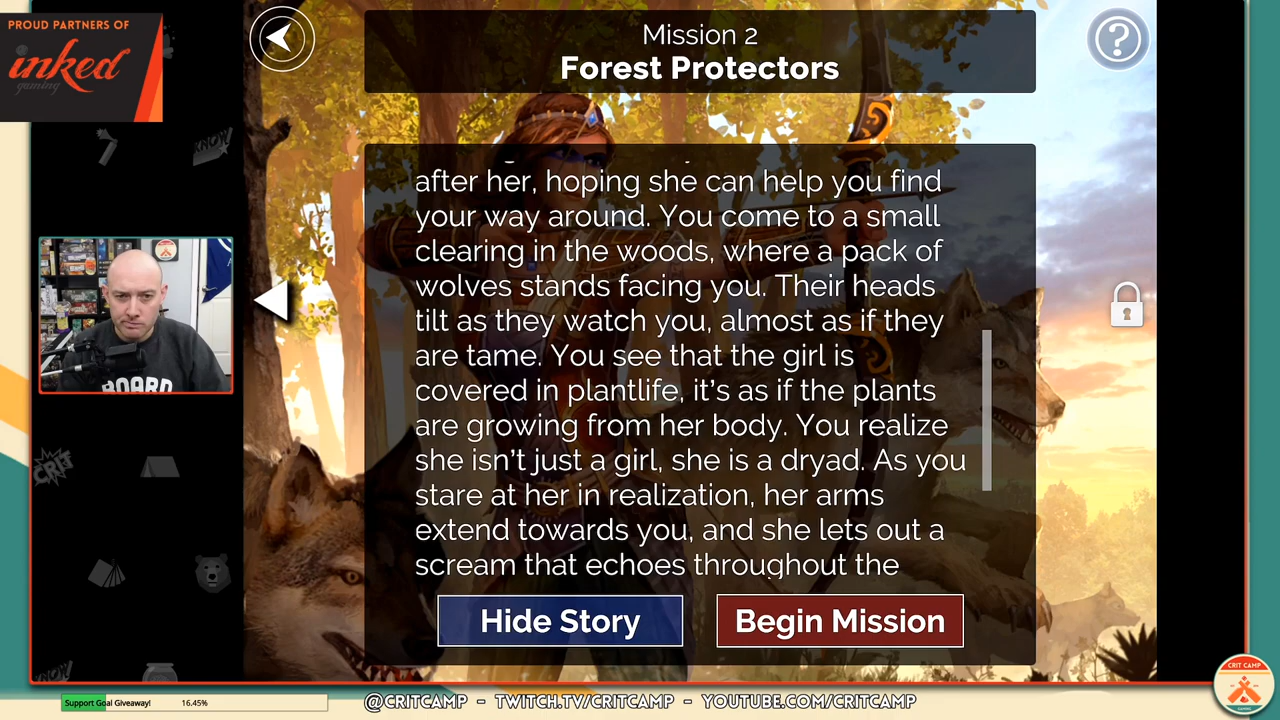 PROUD PARTNERS OF
inked
gaming
Mission 2
Forest Protectors
?
after her, hoping she can help you find
your way around. You come to a small
clearing in the woods, where a pack of
wolves stands facing you. Their heads
tilt as they watch you, almost as if they
are tame. You see that the girl is
covered in plantlife, it's as if the plants
are growing from her body. You realize
she isn't just a girl, she is a dryad. As you
stare at her in realization, her arms
extend towards you, and she lets out a
scream that echoes throughout the
Hide Story
Begin Mission
KNOW
BOARD
CRIT
KNOW
Support Goal Giveaway! 16.45%
@CRITCAMP - TWITCH.TV/CRITCAMP - YOUTUBE.COM/CRITCAMP
CRIT CAMP
GAMING